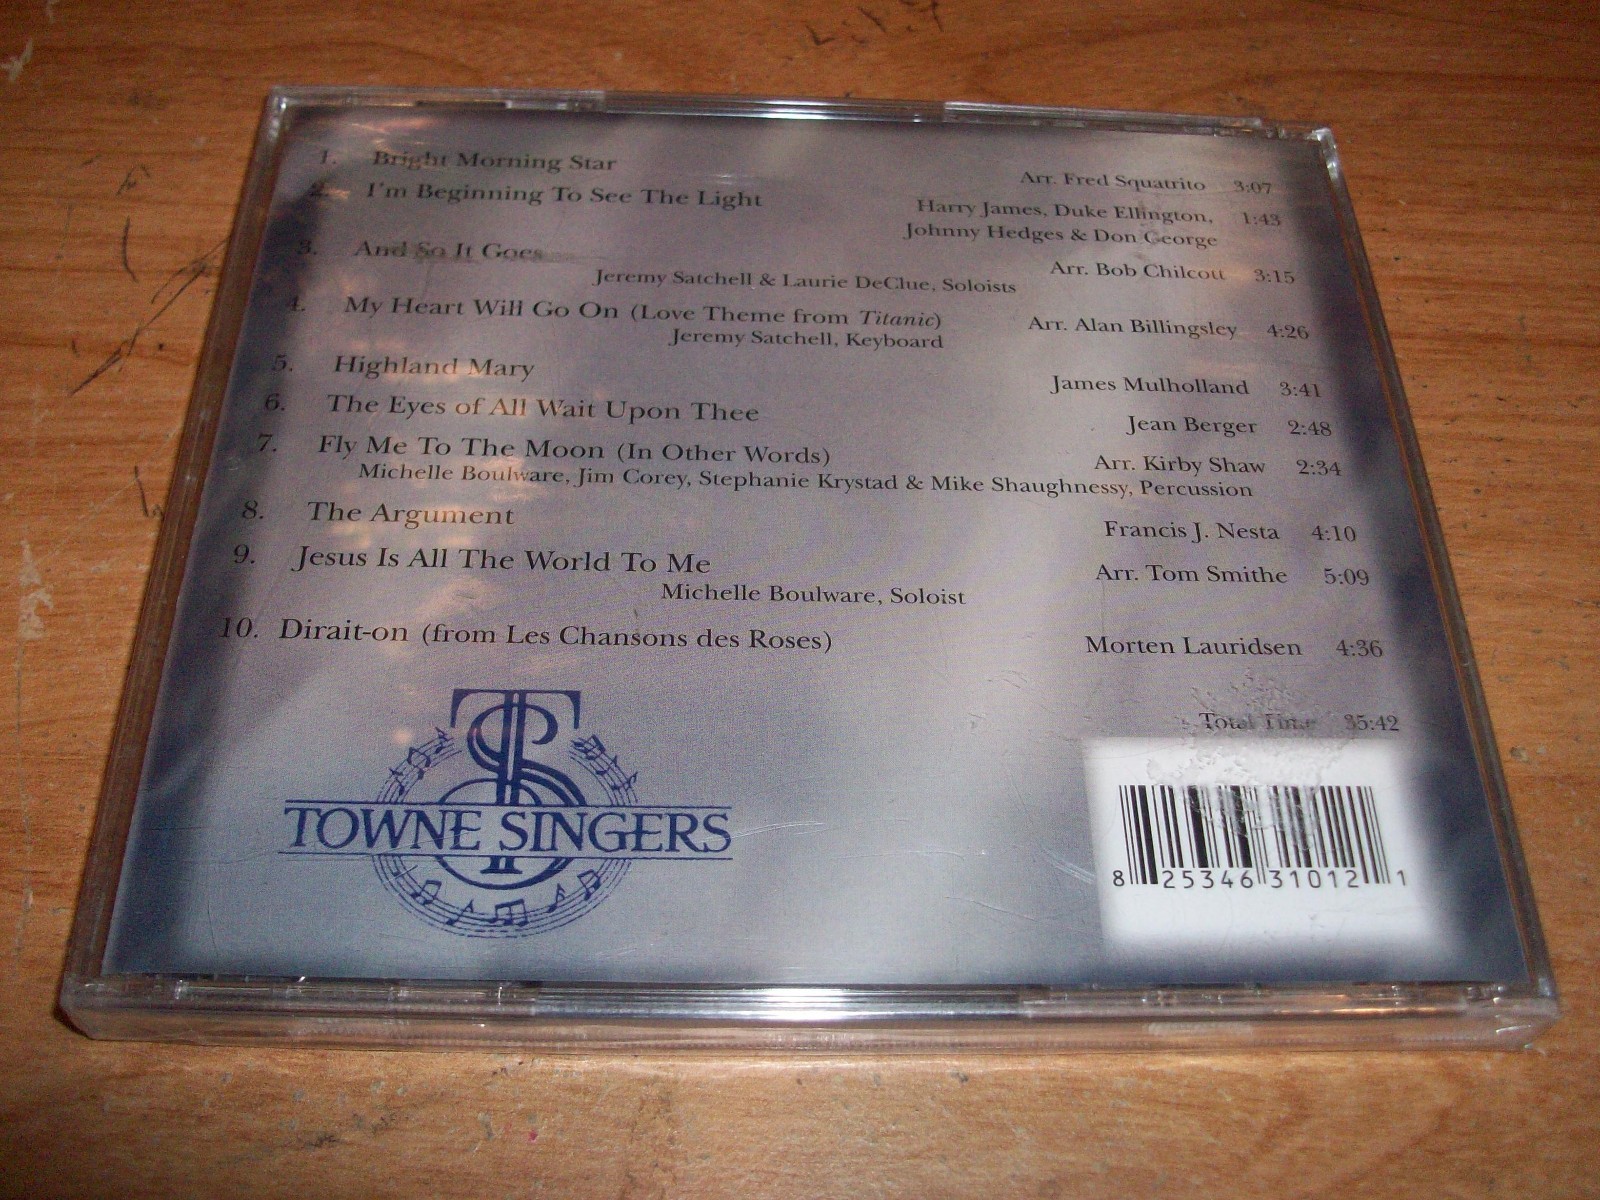 1. Bright Morning Star Arr. Fred Squatrito 3:07
2. I'm Beginning To See The Light Harry James, Duke Ellington, 1:43
Johnny Hedges & Don George
3. And So It Goes Arr. Bob Chilcott 3:15
Jeremy Satchell & Laurie DeClue, Soloists
4. My Heart Will Go On (Love Theme from Titanic) Arr. Alan Billingsley 4:26
Jeremy Satchell, Keyboard
5. Highland Mary James Mulholland 3:41
6. The Eyes of All Wait Upon Thee Jean Berger 2:48
7. Fly Me To The Moon (In Other Words) Arr. Kirby Shaw 2:34
Michelle Boulware, Jim Corey, Stephanie Krystad & Mike Shaughnessy, Percussion
8. The Argument Francis J. Nesta 4:10
9. Jesus Is All The World To Me Arr. Tom Smithe 5:09
Michelle Boulware, Soloist
10. Dirait-on (from Les Chansons des Roses) Morten Lauridsen 4:36
Total Time 35:42
TS
TOWNE SINGERS
8 25346 31012 1